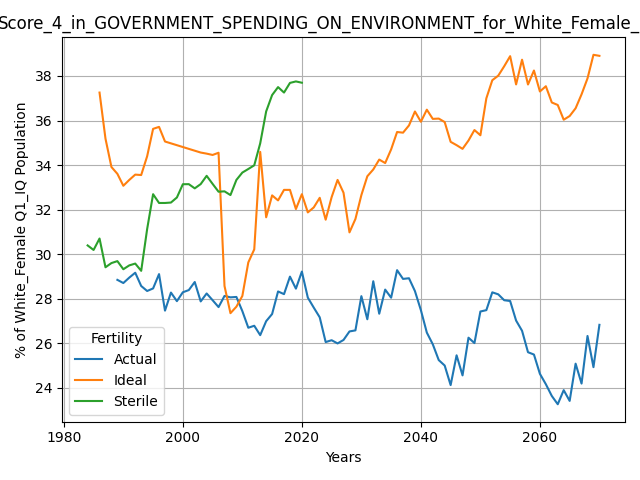 Score_4_in_GOVERNMENT_SPENDING_ON_ENVIRONMENT_for_White_Female_
% of White_Female Q1_IQ Population
38
36
34
32
30
28
26
24
Fertility
Actual
Ideal
Sterile
1980 2000 2020 2040 2060
Years